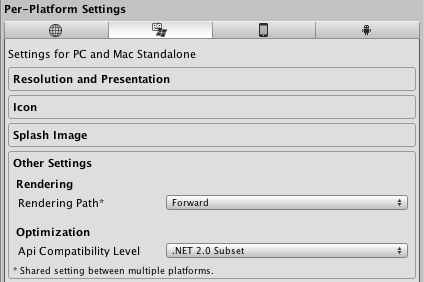 Per-Platform Settings
Settings for PC and Mac Standalone
Resolution and Presentation
Icon
Splash Image
Other Settings
Rendering
Rendering Path* Forward
Optimization
Api Compatibility Level .NET 2.0 Subset
* Shared setting between multiple platforms.